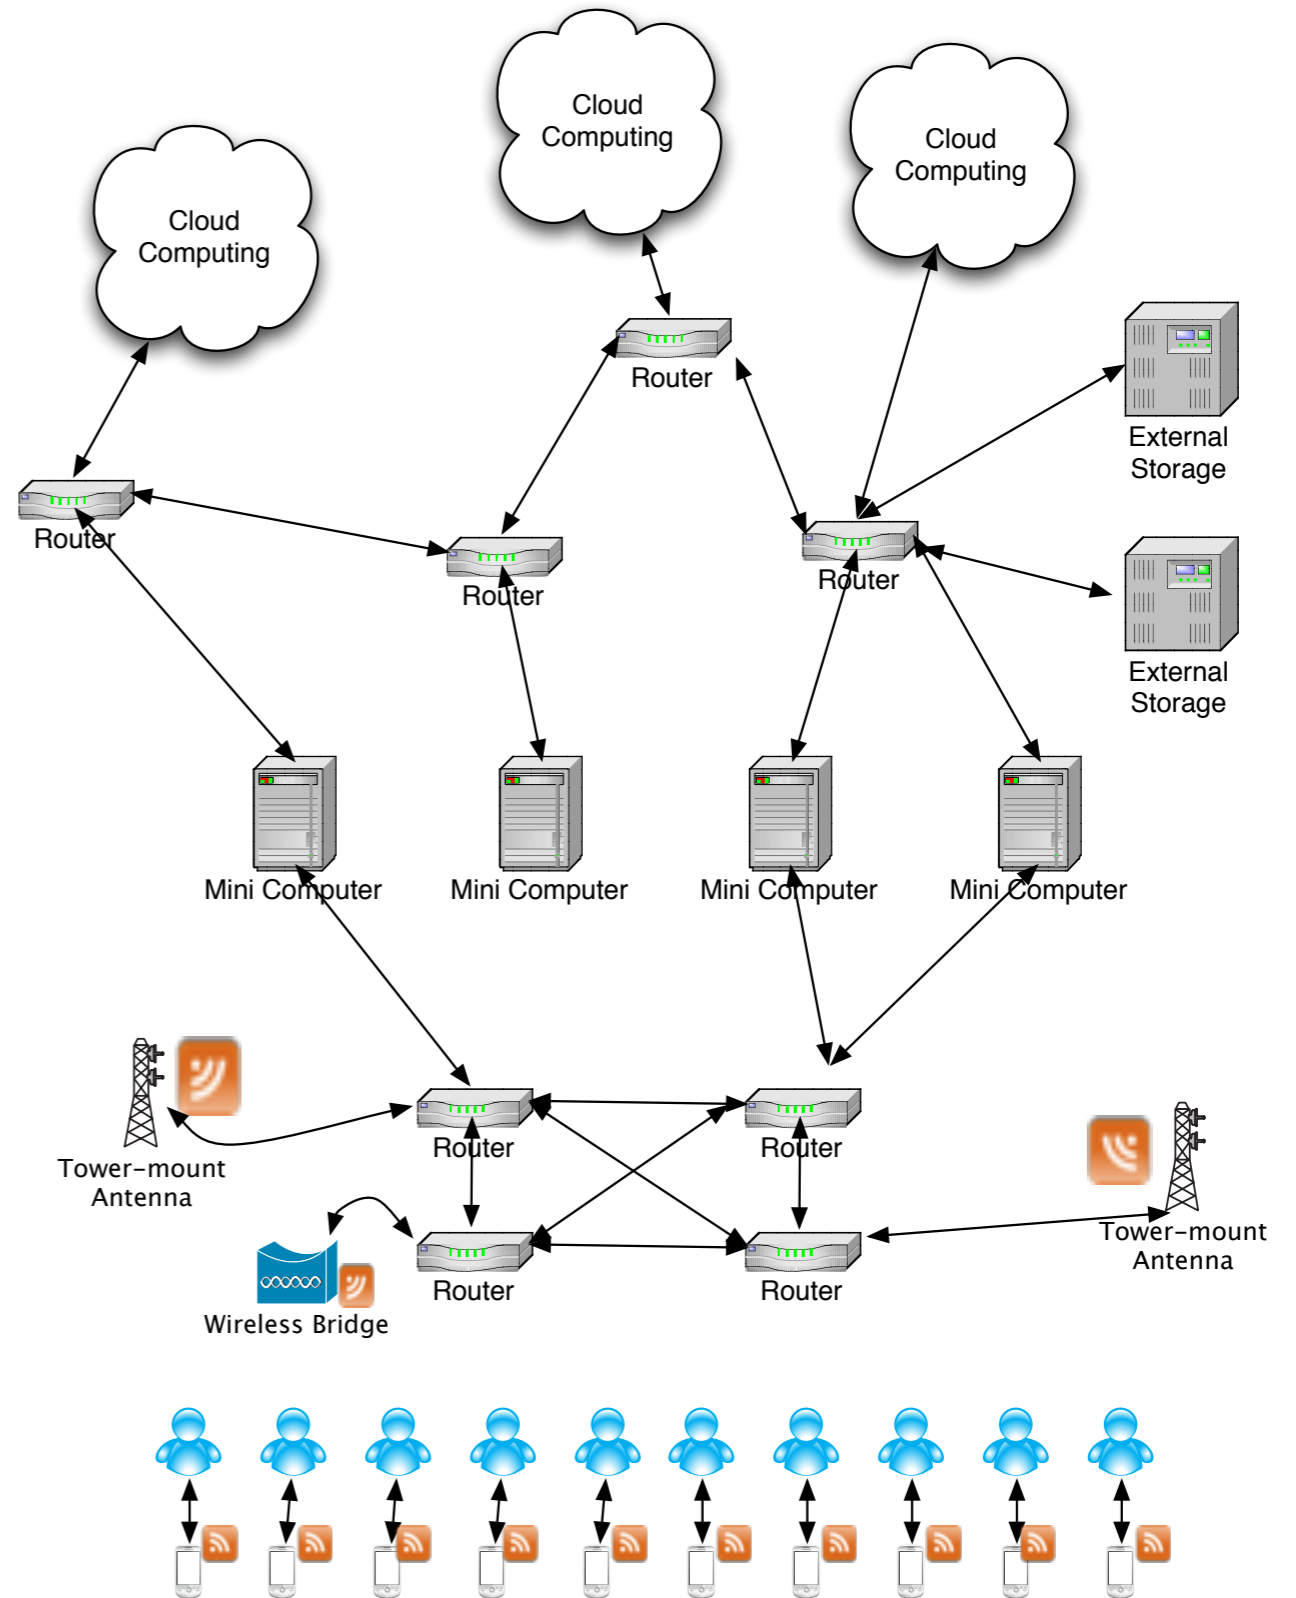 Cloud
Computing
Cloud
Computing
Cloud
Computing
Router
External
Storage
Router
Router
Router
External
Storage
Mini Computer
Mini Computer
Mini Computer
Mini Computer
Router
Router
Tower-mount
Antenna
Tower-mount
Antenna
Router
Router
Wireless Bridge